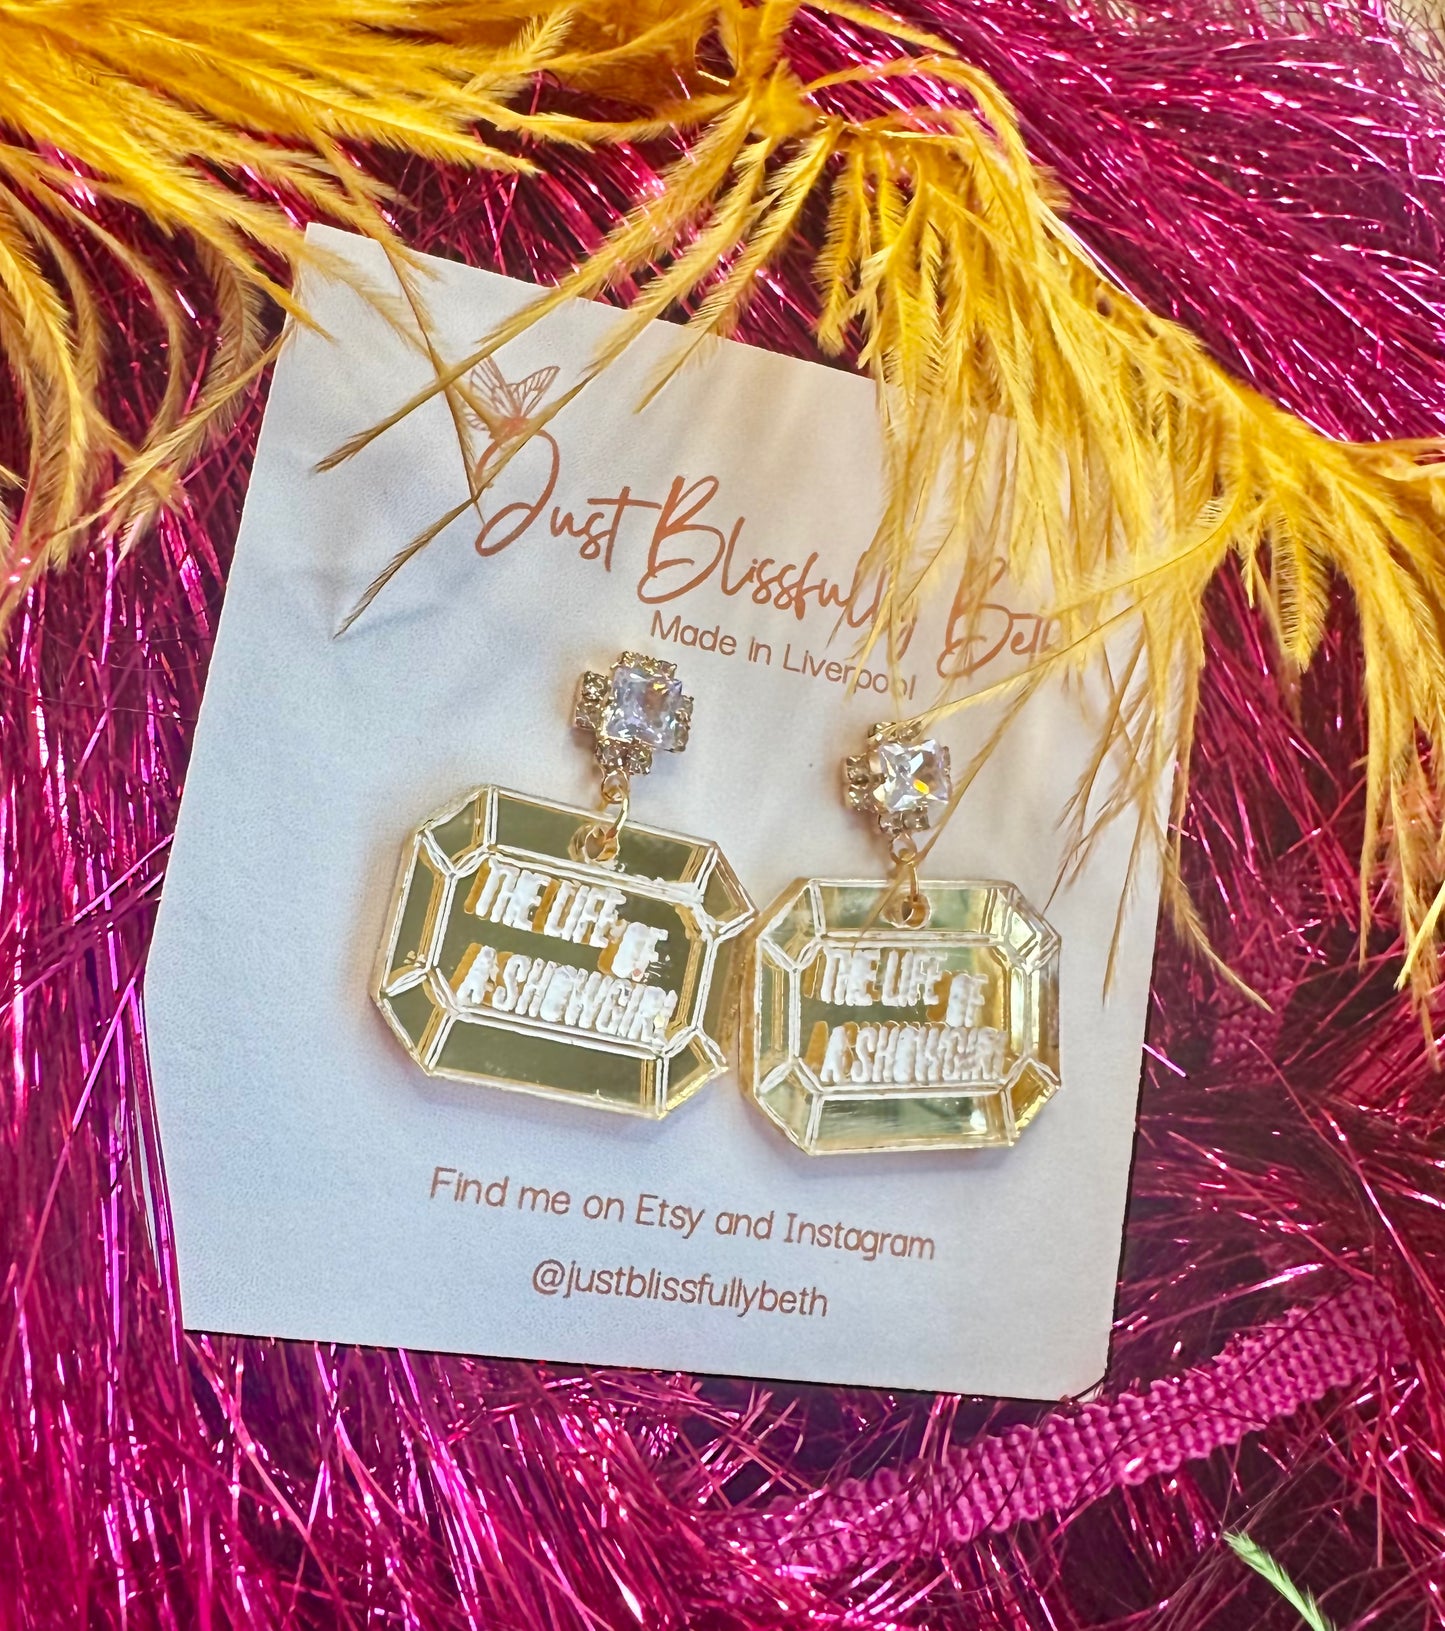 Just Blissfully Beth
Made in Liverpool
THE LIFE OF
A SHOWGIRL
THE LIFE OF
A SHOWGIRL
Find me on Etsy and Instagram
@justblissfullybeth